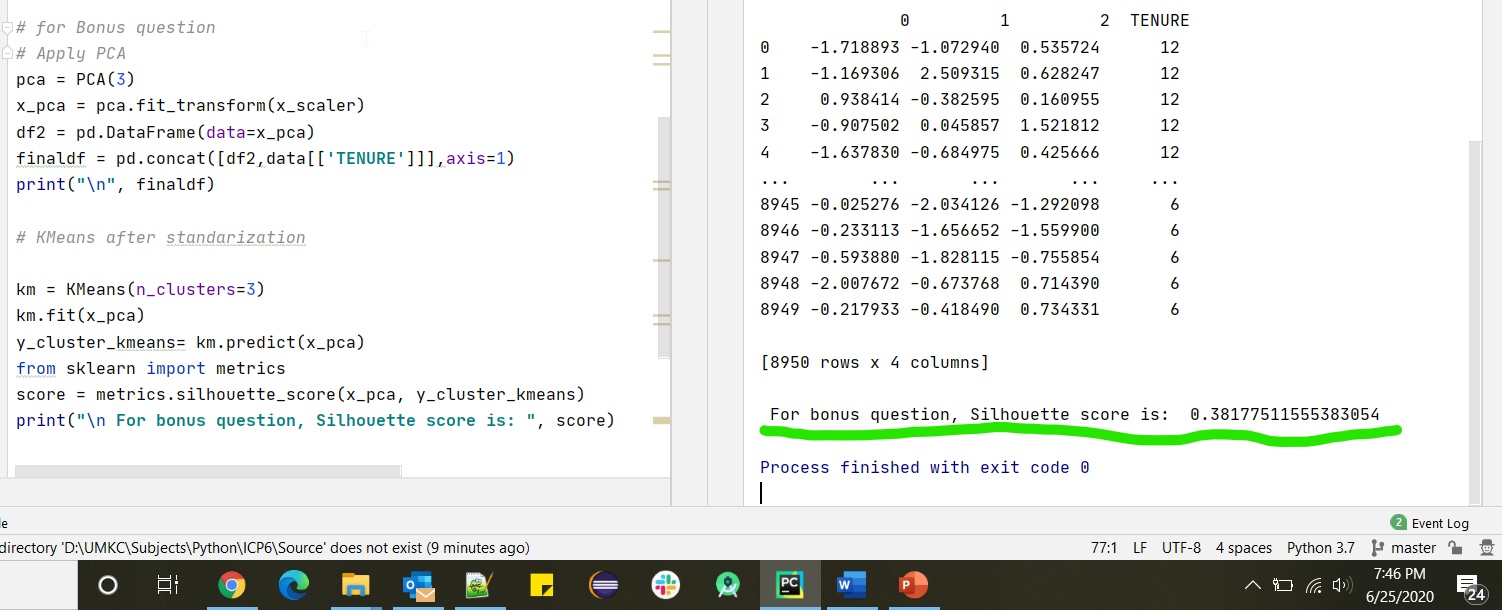 # for Bonus question
# Apply PCA
pca = PCA(3)
x_pca = pca.fit_transform(x_scaler)
df2 = pd.DataFrame(data=x_pca)
finaldf = pd.concat([df2,data[['TENURE']]],axis=1)
print("\n", finaldf)
# KMeans after standarization
km = KMeans(n_clusters=3)
km.fit(x_pca)
y_cluster_kmeans= km.predict(x_pca)
from sklearn import metrics
score = metrics.silhouette_score(x_pca, y_cluster_kmeans)
print("\n For bonus question, Silhouette score is: ", score)
0 1 2 TENURE
0 -1.718893 -1.072940 0.535724 12
1 -1.169306 2.509315 0.628247 12
2 0.938414 -0.382595 0.160955 12
3 -0.907502 0.045857 1.521812 12
4 -1.637830 -0.684975 0.425666 12
... ... ... ... ...
8945 -0.025276 -2.034126 -1.292098 6
8946 -0.233113 -1.656652 -1.559900 6
8947 -0.593880 -1.828115 -0.755854 6
8948 -2.007672 -0.673768 0.714390 6
8949 -0.217933 -0.418490 0.734331 6
[8950 rows x 4 columns]
For bonus question, Silhouette score is: 0.38177511555383054
Process finished with exit code 0
le
2 Event Log
directory 'D:\UMKC\Subjects\Python\ICP6\Source' does not exist (9 minutes ago)
77:1 LF UTF-8 4 spaces Python 3.7 master
PC
7:46 PM
6/25/2020
24